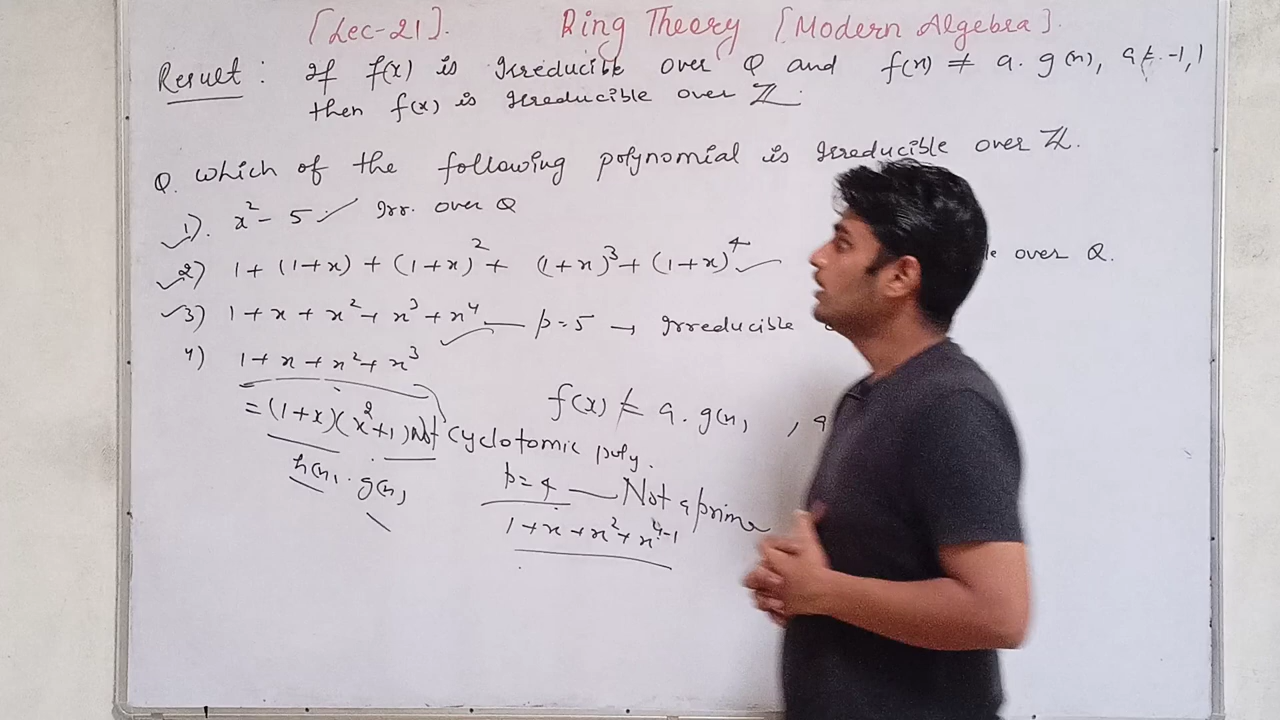 [Lec-21]. Ring Theory [Modern Algebra].
Result : If f(x) is Irreducible over Q and f(x) ≠ a. g(x), a ≠ -1, 1
then f(x) is Irreducible over ℤ.
Q. which of the following polynomial is Irreducible over ℤ.
1). x² - 5 ✓ Irr. over Q
2) 1 + (1+x) + (1+x)² + (1+x)³ + (1+x)⁴ ✓ over Q.
3) 1 + x + x² + x³ + x⁴ — p = 5 → Irreducible
4) 1 + x + x² + x³
= (1+x)(x²+1) Not Cyclotomic poly.
h(x) . g(x)
f(x) ≠ a. g(x) , a
p = 4 — Not a prime
1 + x + x² + x⁴⁻¹